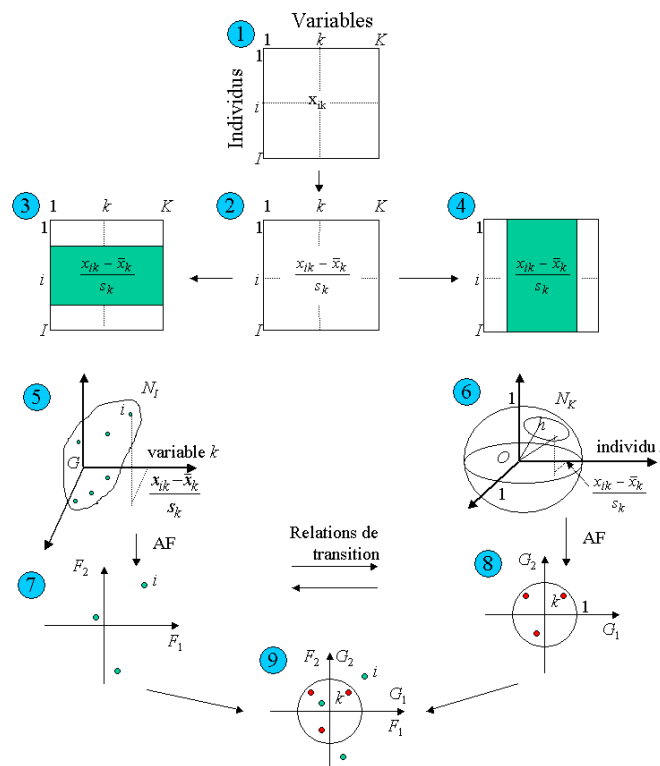 Variables
1
1 k K
1
Individus
i x_ik
I
3 1 k K
2 1 k K
4
1
1
1
i (x_ik − x̄_k) / s_k
i (x_ik − x̄_k) / s_k
i (x_ik − x̄_k) / s_k
I
I
I
5
N_I
i
G
variable k
(x_ik − x̄_k) / s_k
6
1
N_K
h
O
individu
1
(x_ik − x̄_k) / s_k
AF
Relations de
transition
AF
7
F_2
i
F_1
8
G_2
k
1
G_1
9
F_2 G_2
i
k
G_1
F_1